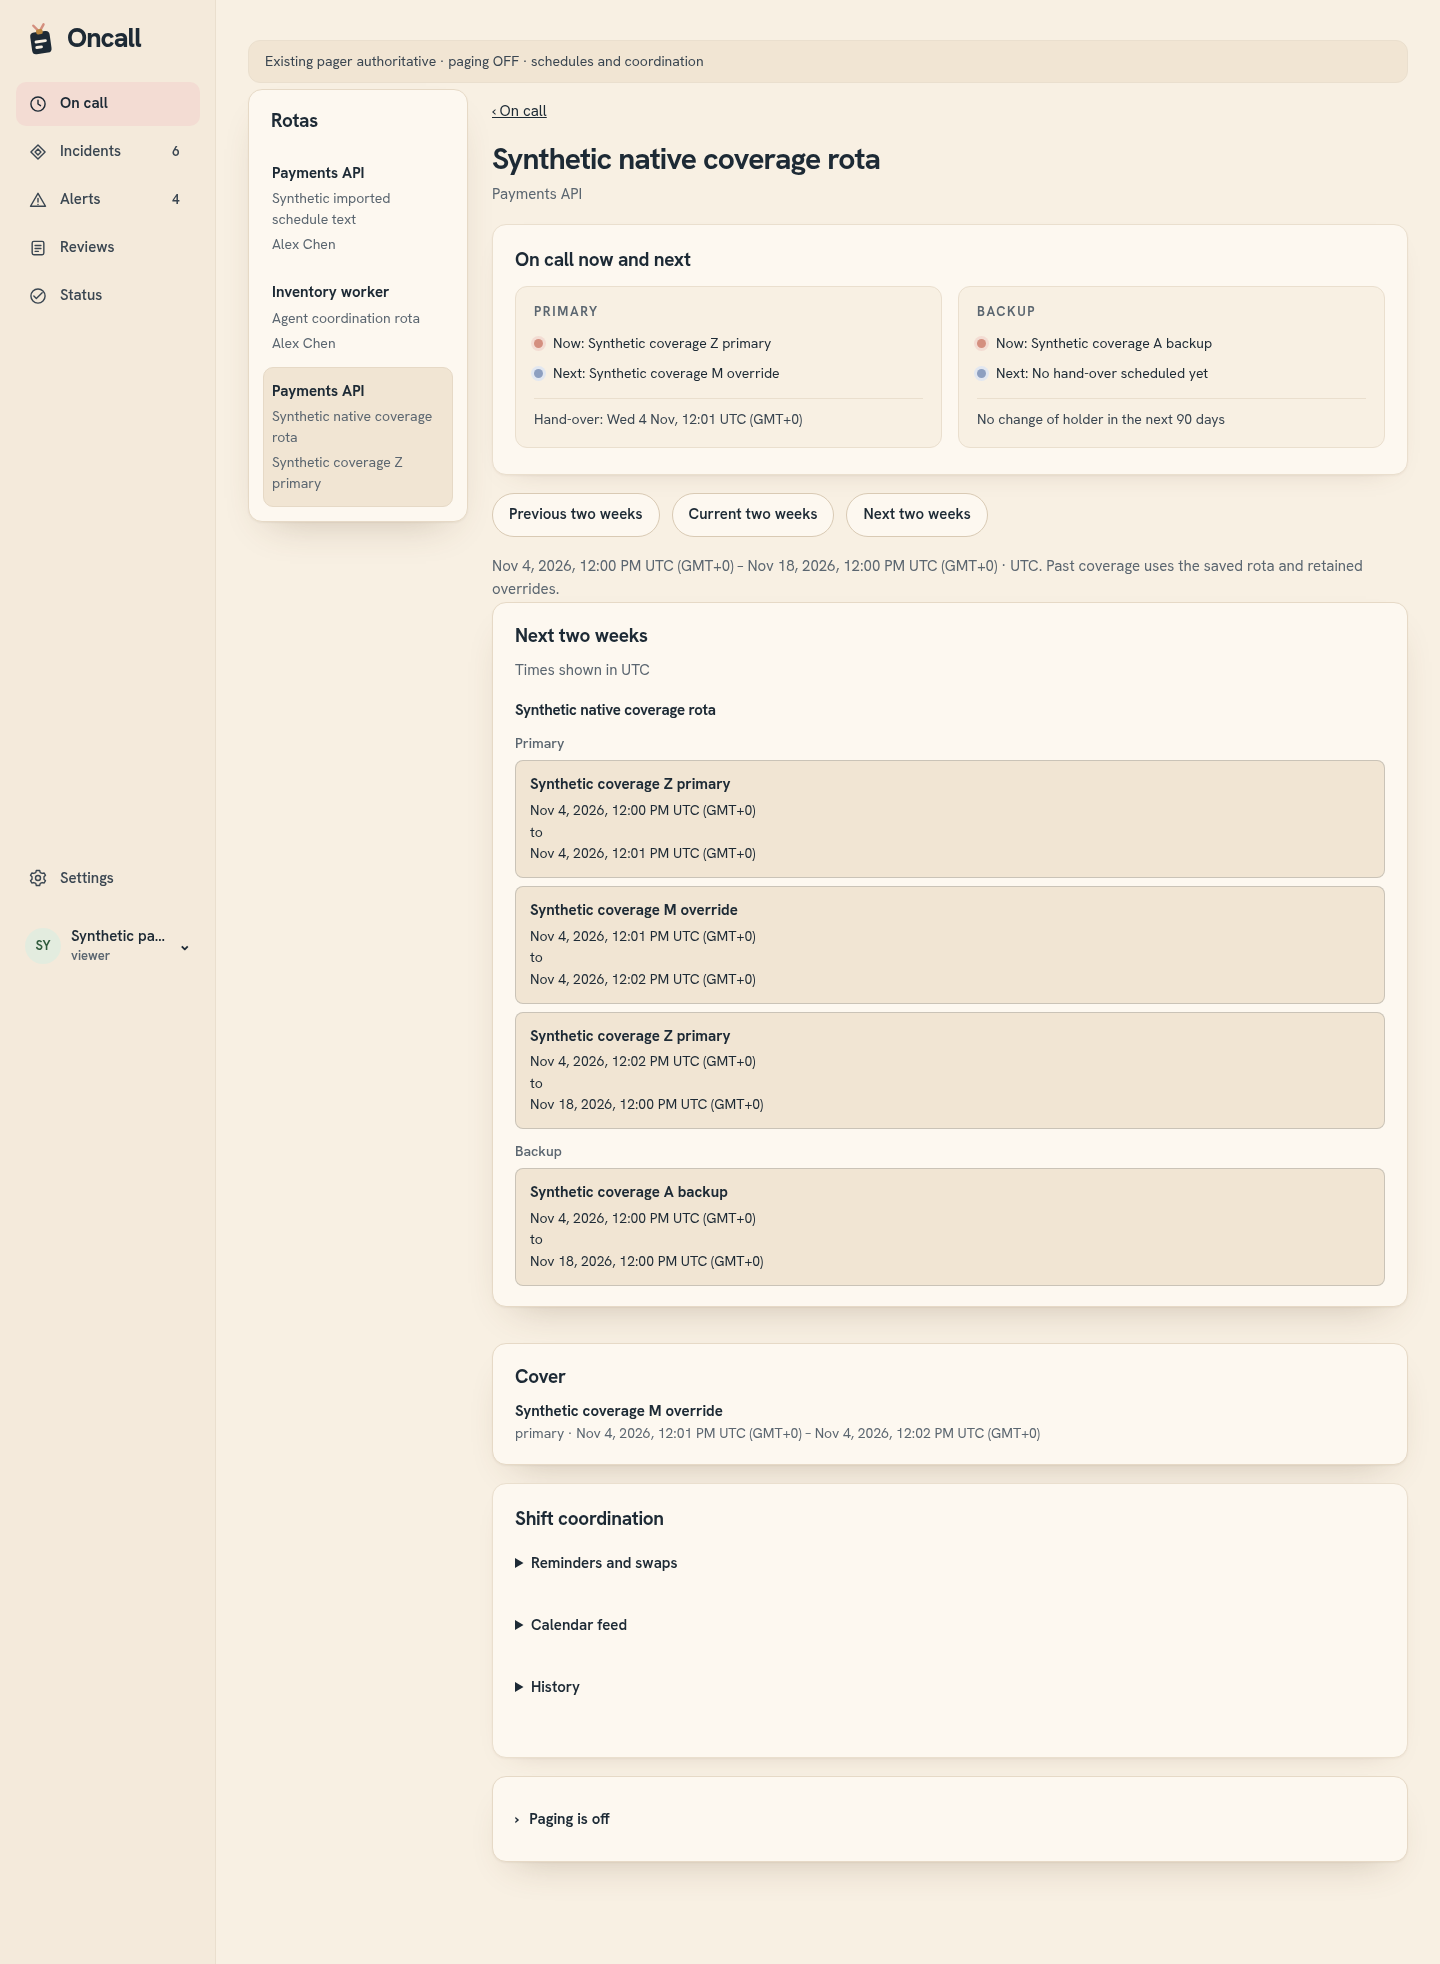 Oncall
On call
Incidents 6
Alerts 4
Reviews
Status
Settings
SY
Synthetic pa...
viewer
Existing pager authoritative · paging OFF · schedules and coordination
Rotas
Payments API
Synthetic imported
schedule text
Alex Chen
Inventory worker
Agent coordination rota
Alex Chen
Payments API
Synthetic native coverage
rota
Synthetic coverage Z
primary
‹ On call
Synthetic native coverage rota
Payments API
On call now and next
PRIMARY
Now: Synthetic coverage Z primary
Next: Synthetic coverage M override
Hand-over: Wed 4 Nov, 12:01 UTC (GMT+0)
BACKUP
Now: Synthetic coverage A backup
Next: No hand-over scheduled yet
No change of holder in the next 90 days
Previous two weeks
Current two weeks
Next two weeks
Nov 4, 2026, 12:00 PM UTC (GMT+0) – Nov 18, 2026, 12:00 PM UTC (GMT+0) · UTC. Past coverage uses the saved rota and retained
overrides.
Next two weeks
Times shown in UTC
Synthetic native coverage rota
Primary
Synthetic coverage Z primary
Nov 4, 2026, 12:00 PM UTC (GMT+0)
to
Nov 4, 2026, 12:01 PM UTC (GMT+0)
Synthetic coverage M override
Nov 4, 2026, 12:01 PM UTC (GMT+0)
to
Nov 4, 2026, 12:02 PM UTC (GMT+0)
Synthetic coverage Z primary
Nov 4, 2026, 12:02 PM UTC (GMT+0)
to
Nov 18, 2026, 12:00 PM UTC (GMT+0)
Backup
Synthetic coverage A backup
Nov 4, 2026, 12:00 PM UTC (GMT+0)
to
Nov 18, 2026, 12:00 PM UTC (GMT+0)
Cover
Synthetic coverage M override
primary · Nov 4, 2026, 12:01 PM UTC (GMT+0) – Nov 4, 2026, 12:02 PM UTC (GMT+0)
Shift coordination
Reminders and swaps
Calendar feed
History
› Paging is off